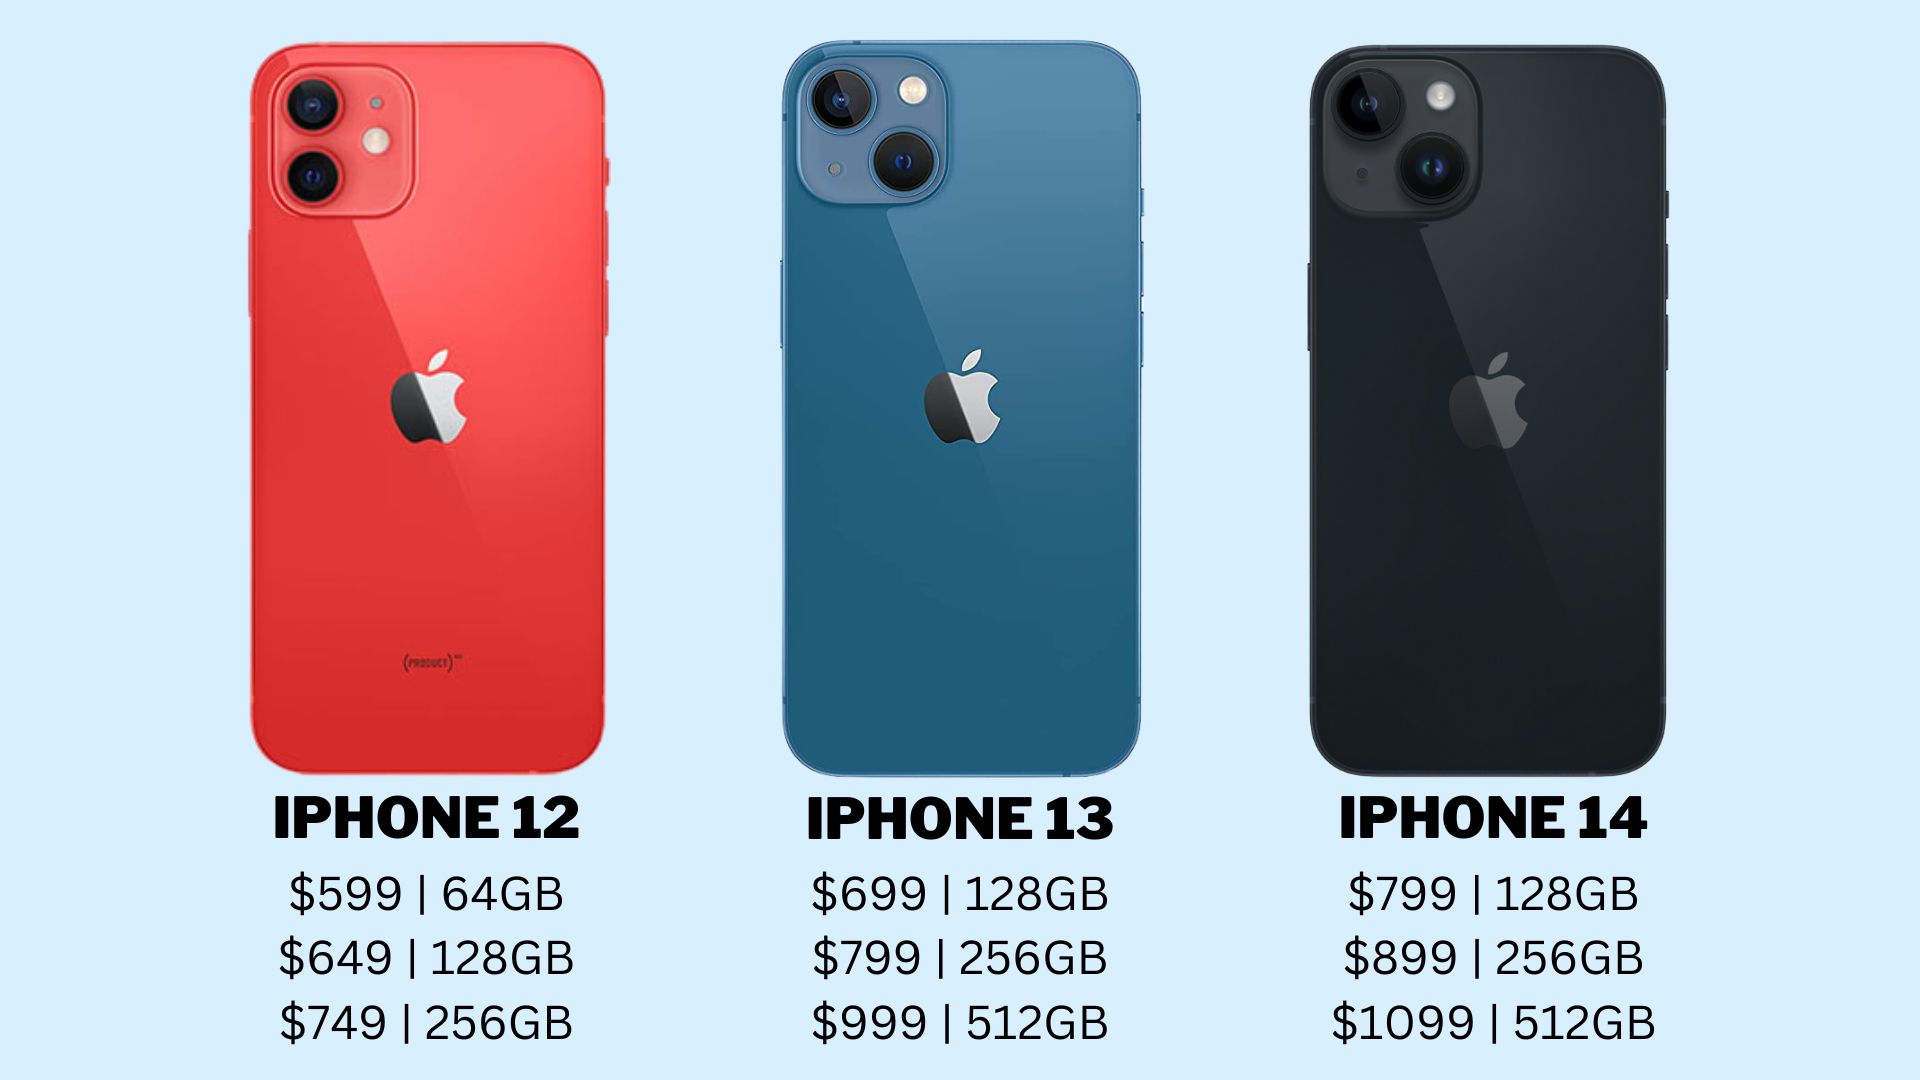 (PRODUCT)
IPHONE 12
$599 | 64GB
$649 | 128GB
$749 | 256GB
IPHONE 13
$699 | 128GB
$799 | 256GB
$999 | 512GB
IPHONE 14
$799 | 128GB
$899 | 256GB
$1099 | 512GB